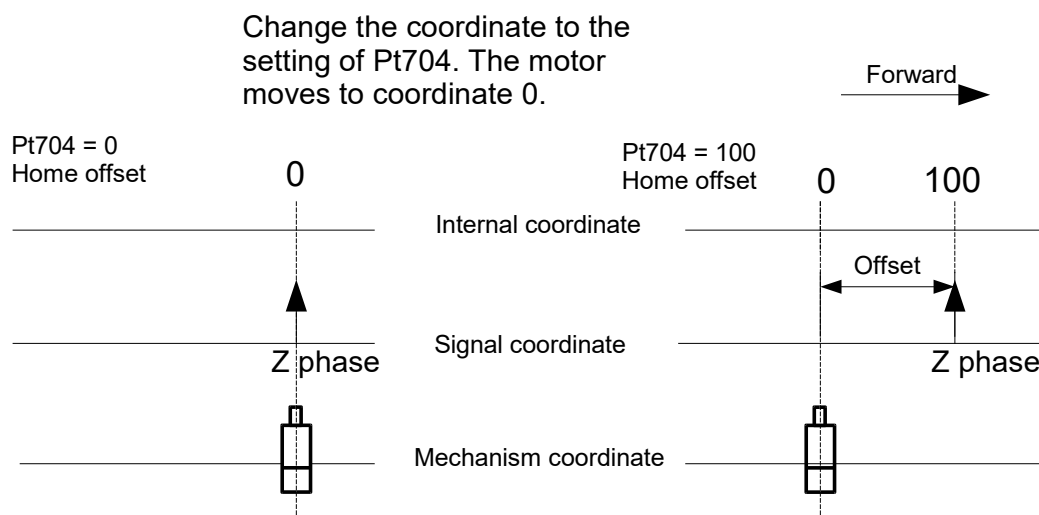 Change the coordinate to the
setting of Pt704. The motor
moves to coordinate 0.
Forward
Pt704 = 0
Home offset
0
Pt704 = 100
Home offset
0
100
Internal coordinate
Offset
Signal coordinate
Z phase
Z phase
Mechanism coordinate